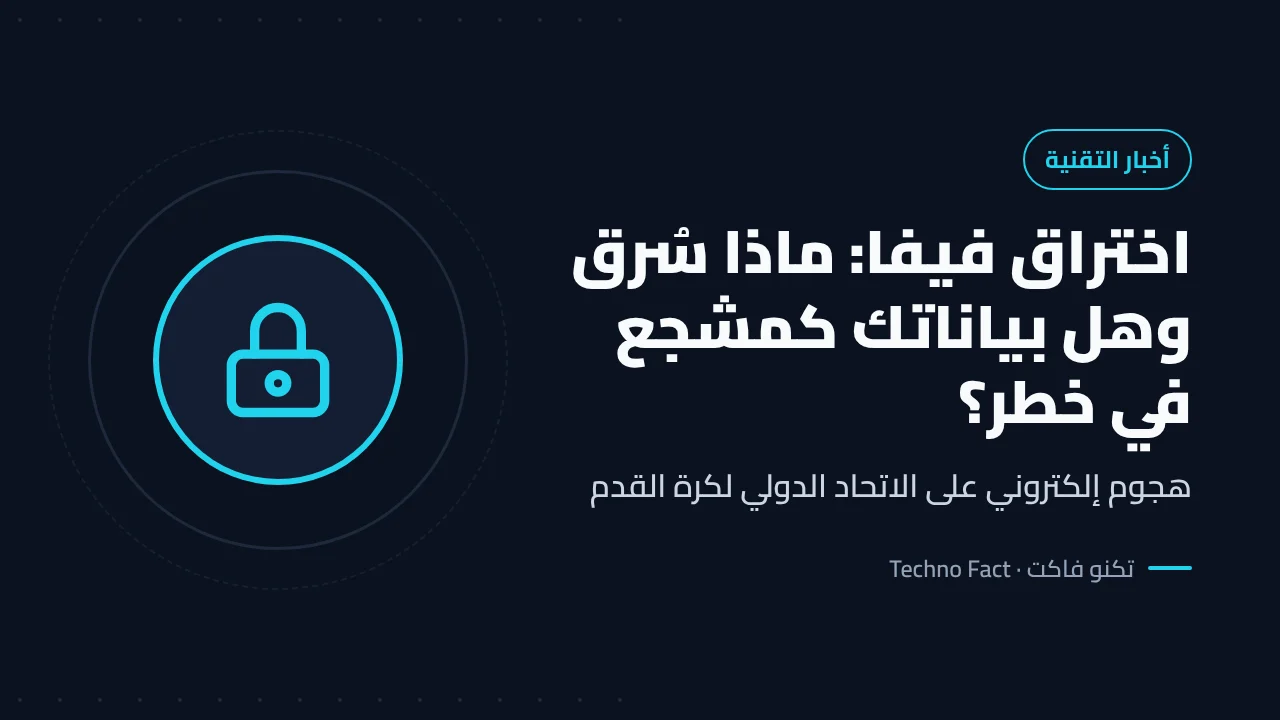 أخبار التقنية
اختراق فيفا: ماذا سُرق
وهل بياناتك كمشجع
في خطر؟
هجوم إلكتروني على الاتحاد الدولي لكرة القدم
تكنو فاكت · Techno Fact